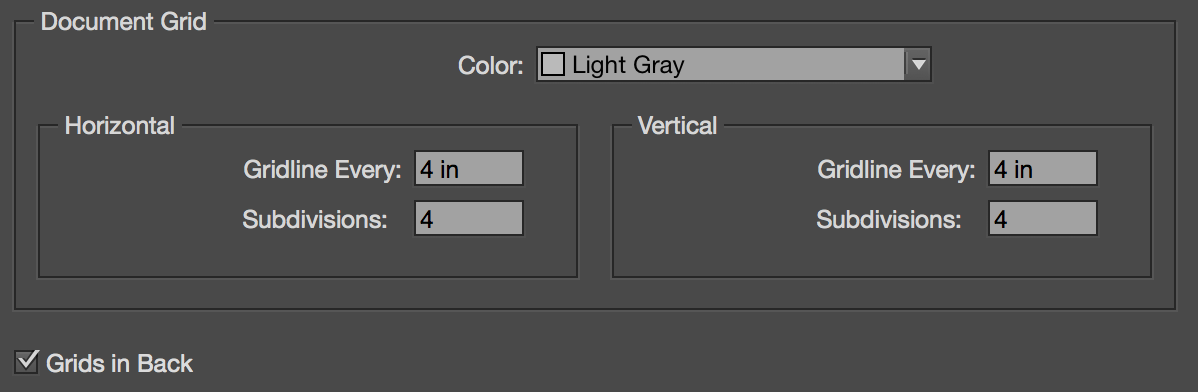 Document Grid
Color: Light Gray
Horizontal
Gridline Every: 4 in
Subdivisions: 4
Vertical
Gridline Every: 4 in
Subdivisions: 4
Grids in Back